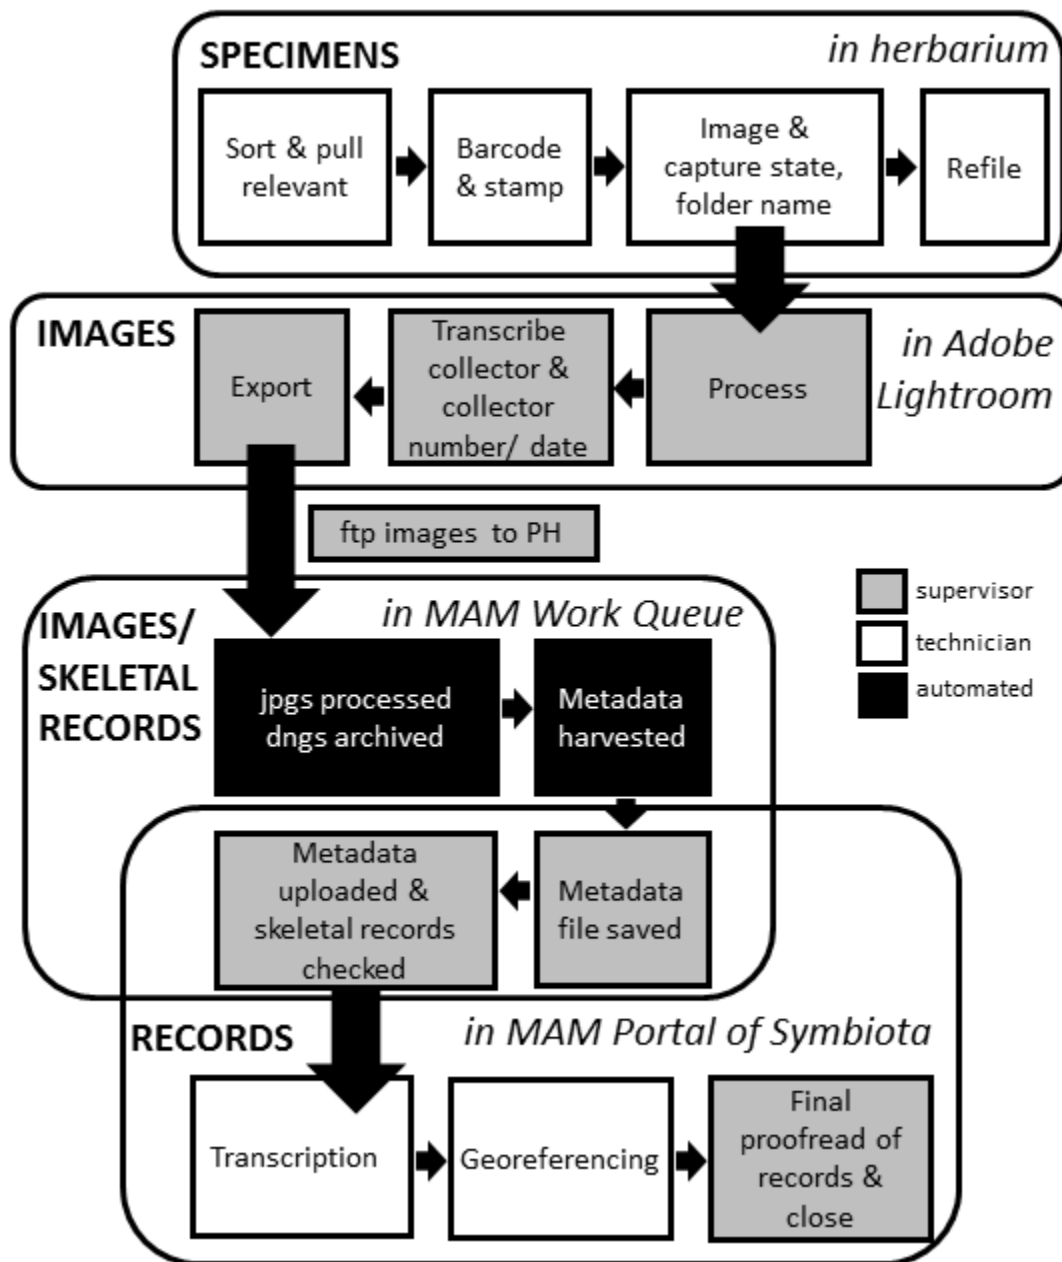 SPECIMENS
in herbarium
Sort & pull
relevant
Barcode
& stamp
Image &
capture state,
folder name
Refile
IMAGES
in Adobe
Lightroom
Export
Transcribe
collector &
collector
number/ date
Process
ftp images to PH
supervisor
technician
automated
IMAGES/
SKELETAL
RECORDS
in MAM Work Queue
jpgs processed
dngs archived
Metadata
harvested
Metadata
uploaded &
skeletal records
checked
Metadata
file saved
RECORDS
in MAM Portal of Symbiota
Transcription
Georeferencing
Final
proofread of
records &
close